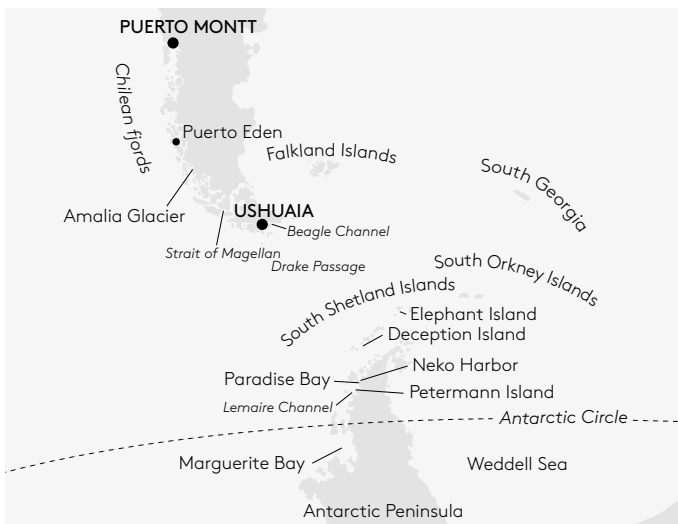 PUERTO MONTT
Chilean fjords
Puerto Eden
Falkland Islands
South Georgia
Amalia Glacier
USHUAIA
Beagle Channel
Strait of Magellan
Drake Passage
South Orkney Islands
South Shetland Islands
Elephant Island
Deception Island
Neko Harbor
Paradise Bay
Petermann Island
Lemaire Channel
Antarctic Circle
Marguerite Bay
Weddell Sea
Antarctic Peninsula